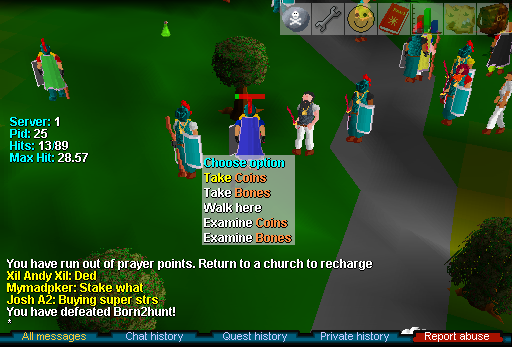 Server: 1
Pid: 25
Hits: 13/89
Max Hit: 28.57
Choose option
Take Coins
Take Bones
Walk here
Examine Coins
Examine Bones
You have run out of prayer points. Return to a church to recharge
Xil Andy Xil: Ded
Mymadpker: Stake what
Josh A2: Buying super strs
You have defeated Born2hunt!
*
All messages
Chat history
Quest history
Private history
Report abuse